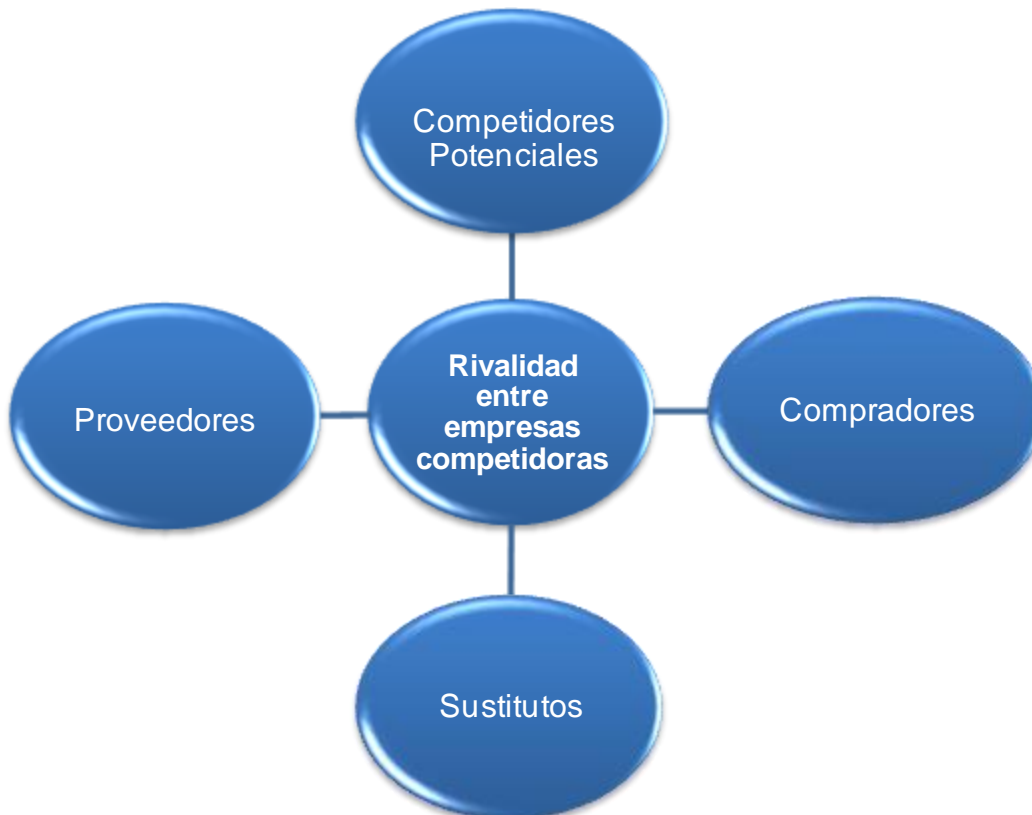 Competidores
Potenciales
Proveedores
Rivalidad
entre
empresas
competidoras
Compradores
Sustitutos